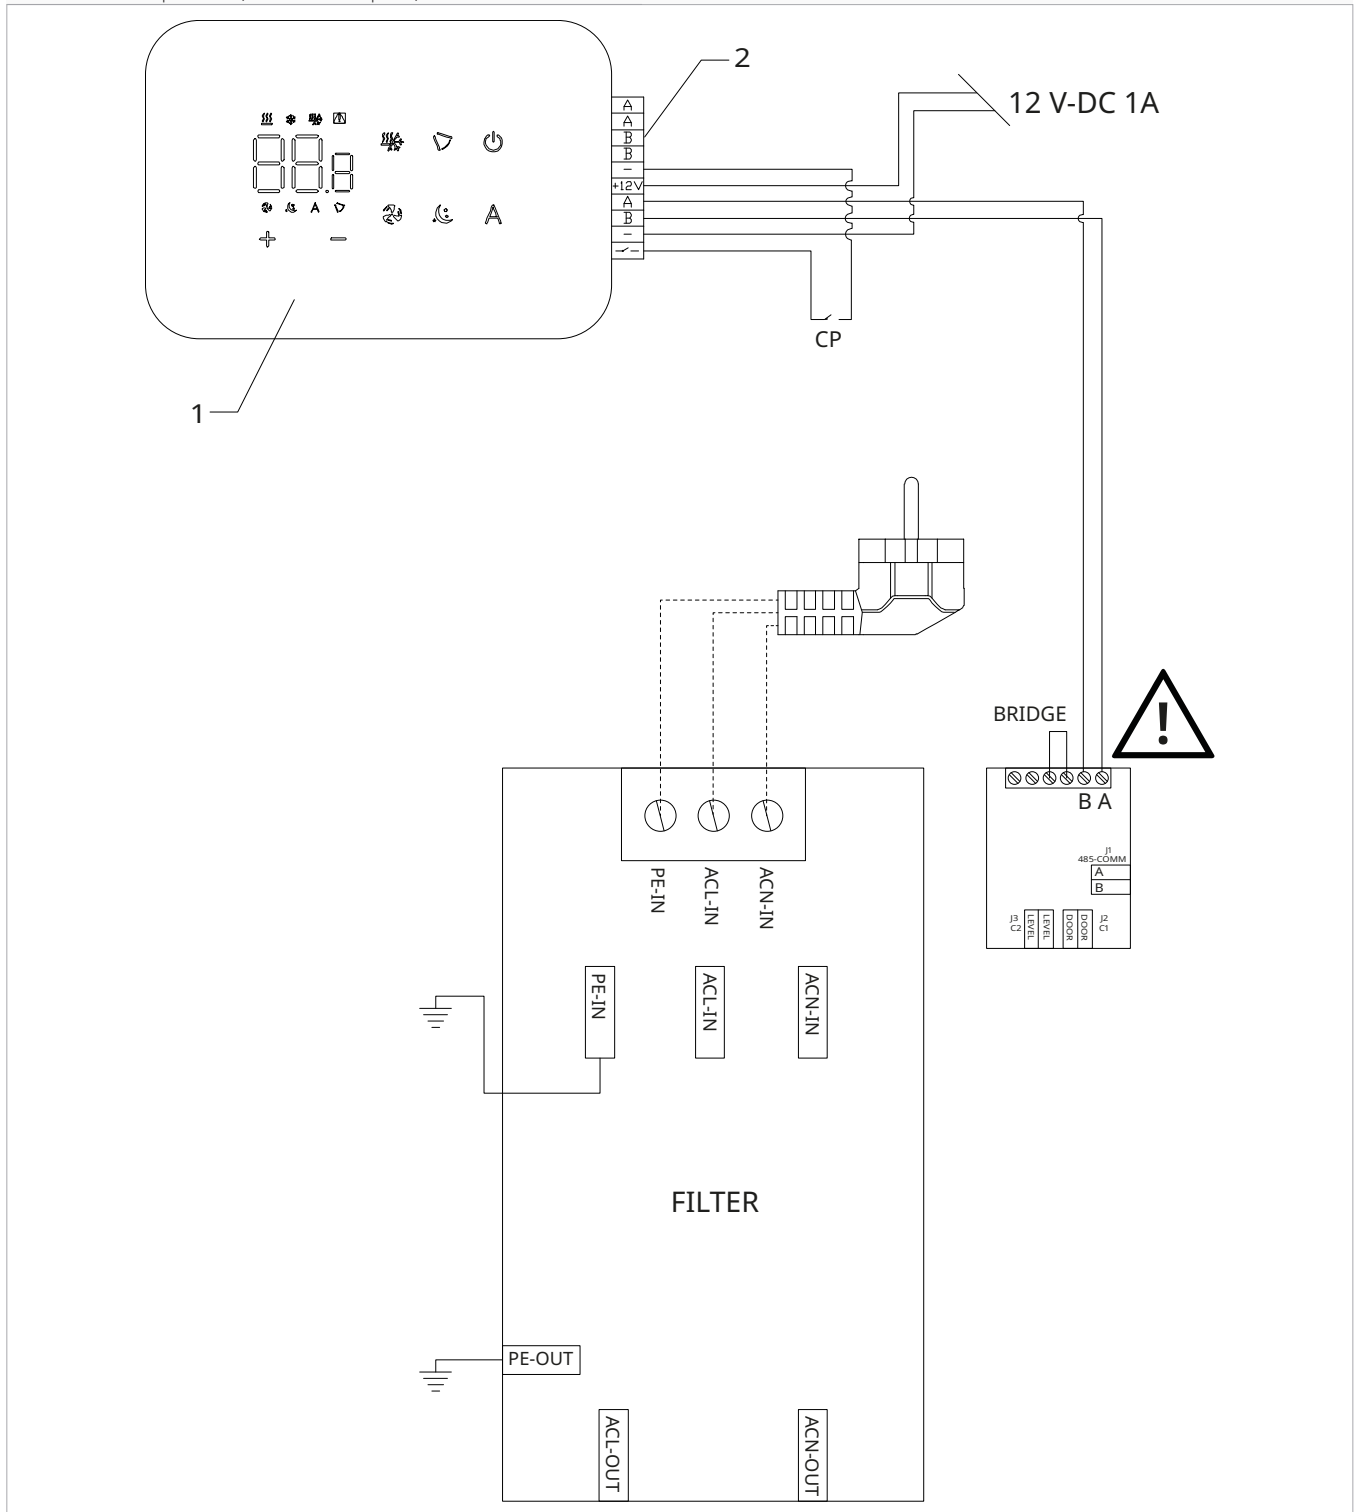 2
12 V-DC 1A
A
A
B
B
–
+12V
A
B
–
A
A
+
–
CP
1
BRIDGE
!
B A
J1
485-COMM
A
B
J3
C2
LEVEL
LEVEL
DOOR
DOOR
J2
C1
PE-IN
ACL-IN
ACN-IN
PE-IN
ACL-IN
ACN-IN
FILTER
PE-OUT
ACL-OUT
ACN-OUT